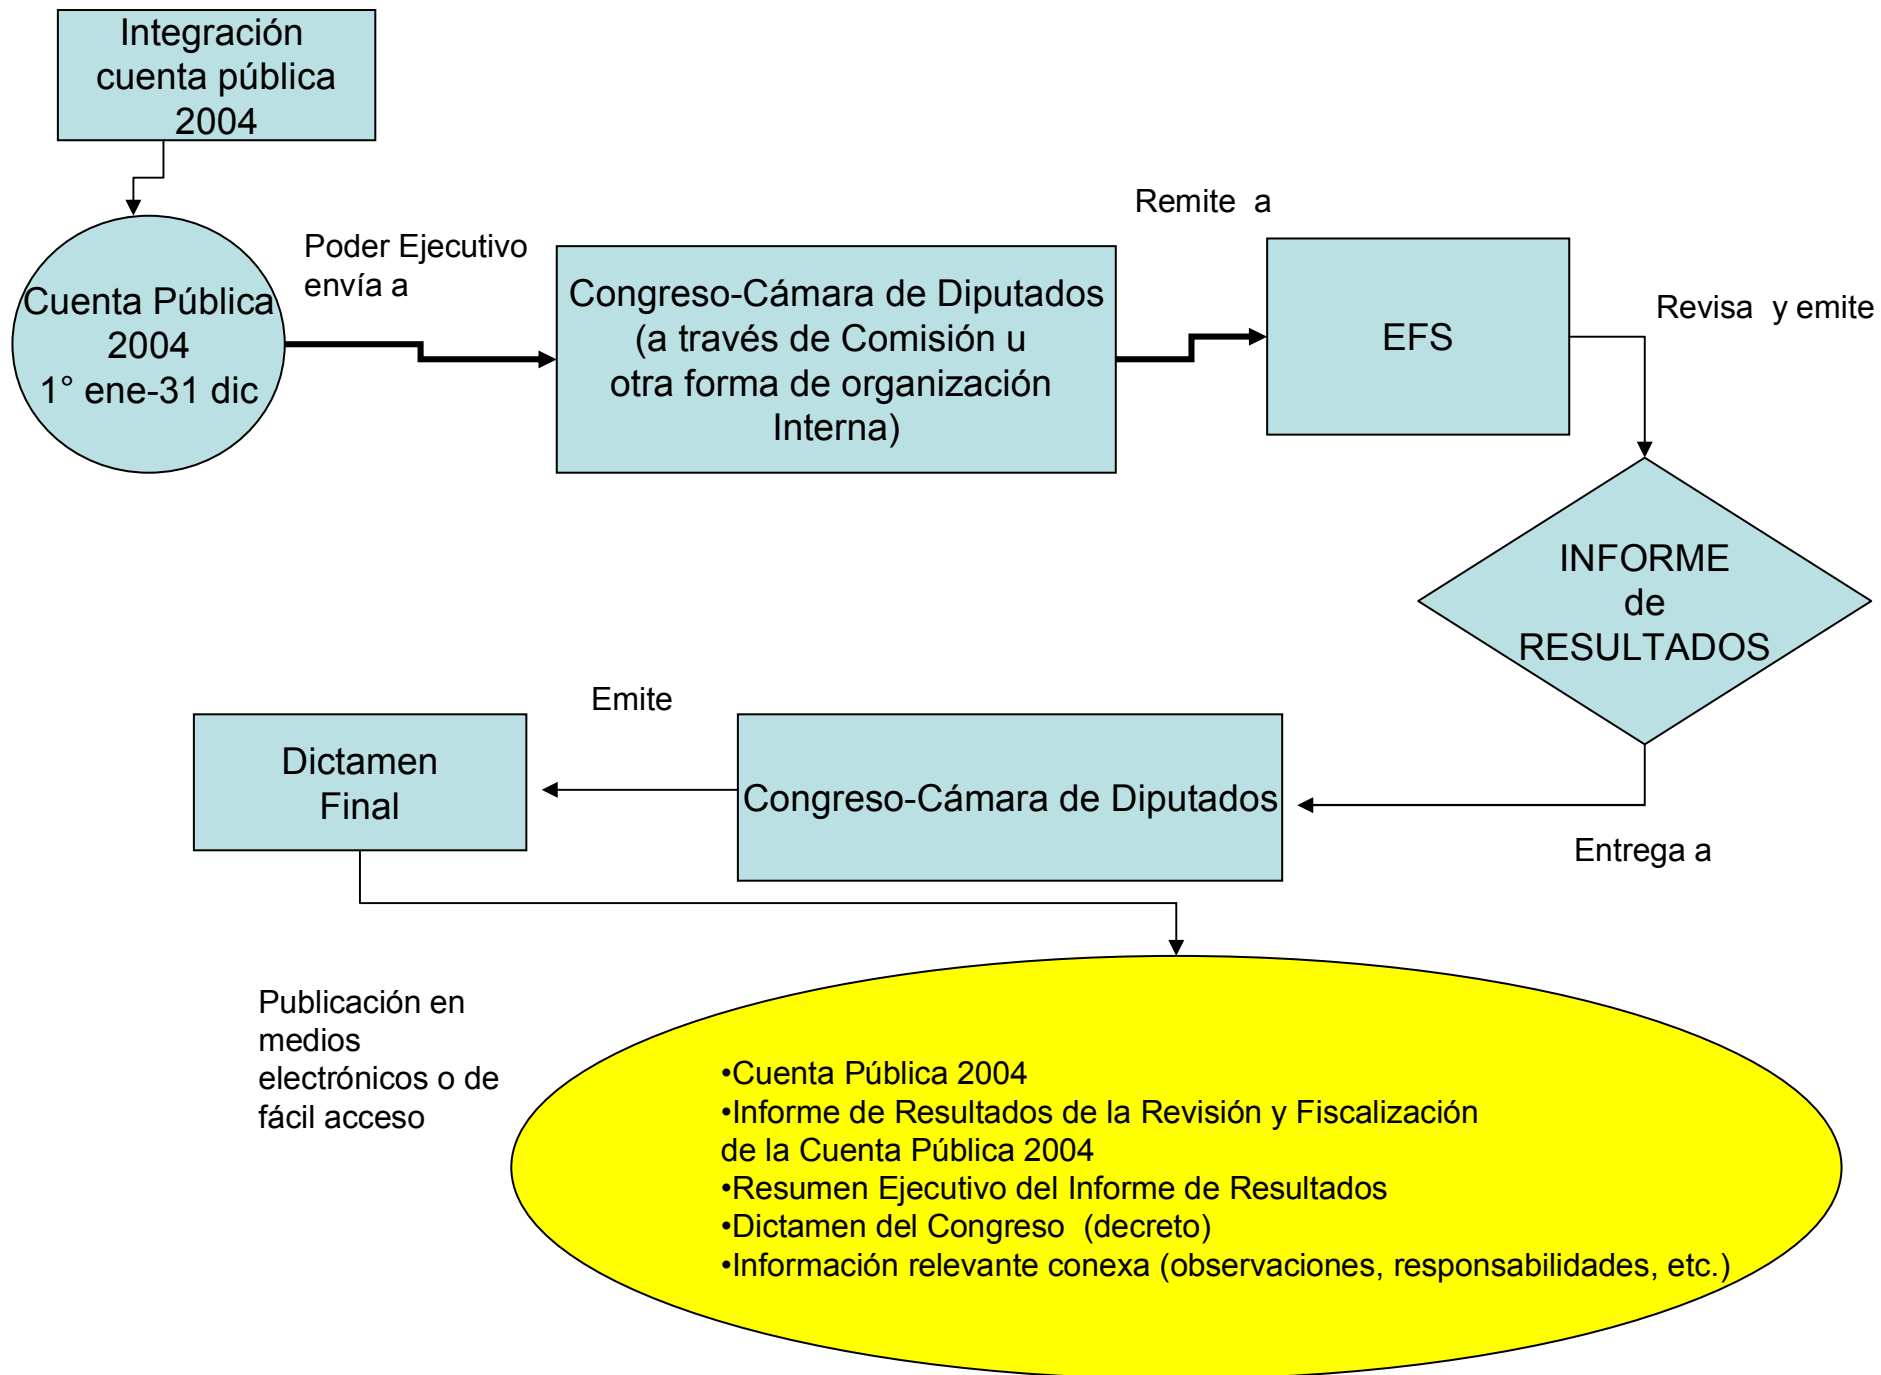 Integración
cuenta pública
2004
Cuenta Pública
2004
1° ene-31 dic
Poder Ejecutivo
envía a
Congreso-Cámara de Diputados
(a través de Comisión u
otra forma de organización
Interna)
Remite a
EFS
Revisa y emite
INFORME
de
RESULTADOS
Entrega a
Congreso-Cámara de Diputados
Emite
Dictamen
Final
Publicación en
medios
electrónicos o de
fácil acceso
•Cuenta Pública 2004
•Informe de Resultados de la Revisión y Fiscalización
de la Cuenta Pública 2004
•Resumen Ejecutivo del Informe de Resultados
•Dictamen del Congreso (decreto)
•Información relevante conexa (observaciones, responsabilidades, etc.)